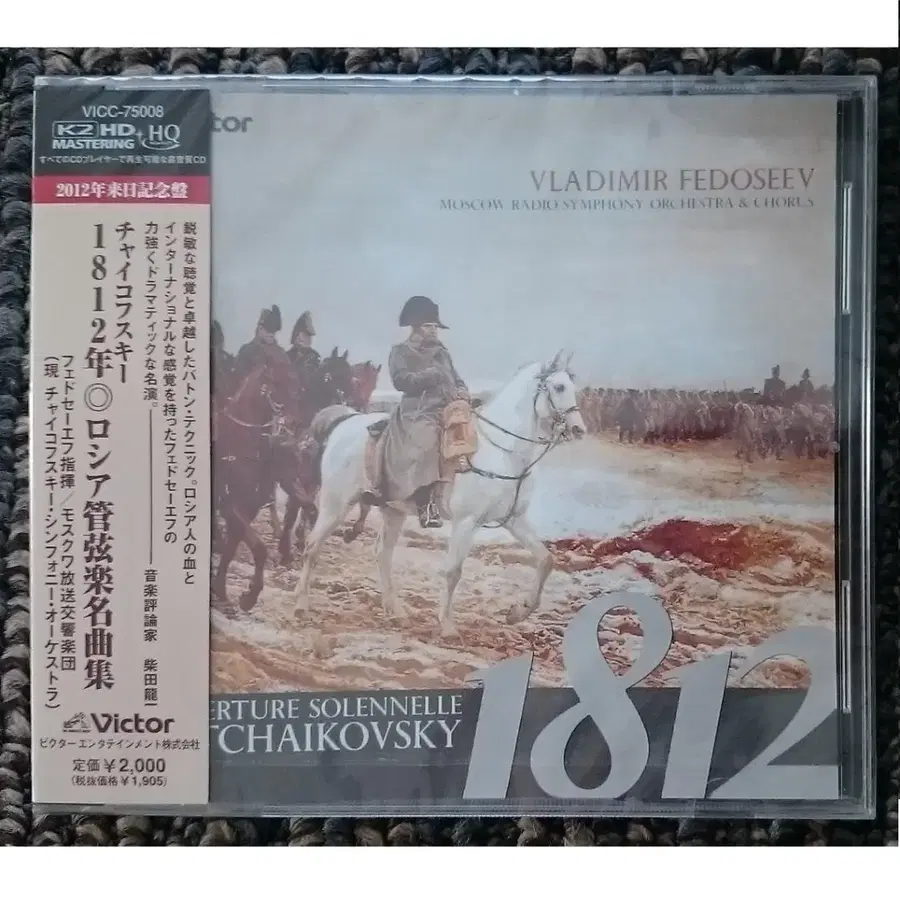 VICC-75008
K2 HD MASTERING + HQ
すべてのCDプレイヤーで再生可能な高音質CD
2012年来日記念盤
鋭敏な聴覚と卓越したバトン・テクニック。ロシア人の血と
インターナショナルな感覚を持ったフェドセーエフの
力強くドラマティックな名演。
音楽評論家 柴田龍一
チャイコフスキー
1812年◎ロシア管弦楽名曲集
フェドセーエフ指揮/モスクワ放送交響楽団
(現 チャイコフスキー・シンフォニー・オーケストラ)
Victor
ビクターエンタテインメント株式会社
定価¥2,000
(税抜価格¥1,905)
ctor
VLADIMIR FEDOSEEV
MOSCOW RADIO SYMPHONY ORCHESTRA & CHORUS
ERTURE SOLENNELLE
TCHAIKOVSKY
1812